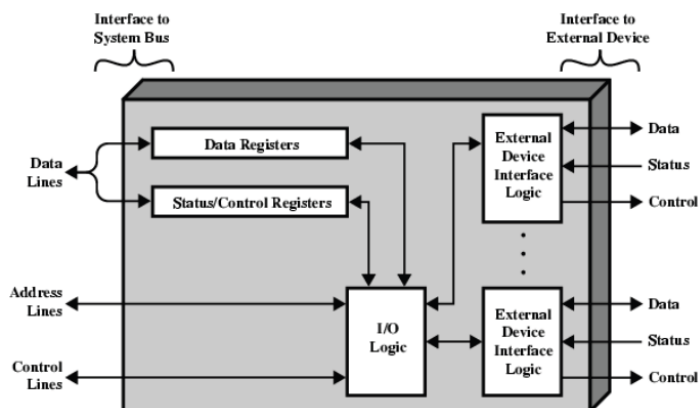 Interface to
System Bus
Interface to
External Device
Data
Lines
Data Registers
Status/Control Registers
External
Device
Interface
Logic
Data
Status
Control
Address
Lines
Control
Lines
I/O
Logic
External
Device
Interface
Logic
Data
Status
Control